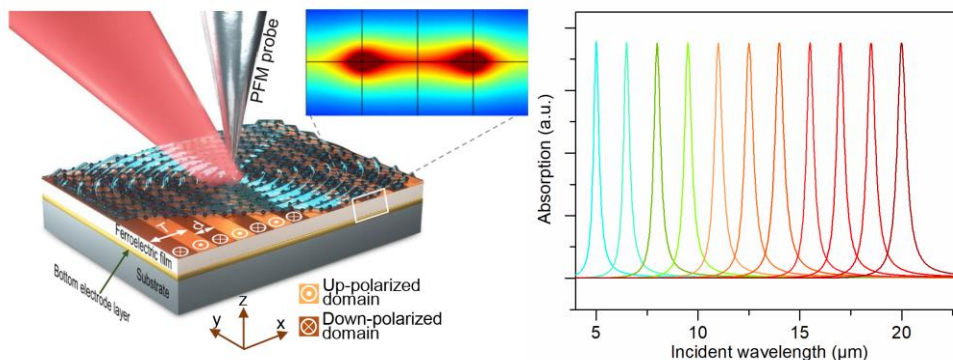 PFM probe
T
d
Ferroelectric film
Bottom electrode layer
Substrate
z
y
x
Up-polarized
domain
Down-polarized
domain
Absorption (a.u.)
5
10
15
20
Incident wavelength (μm)